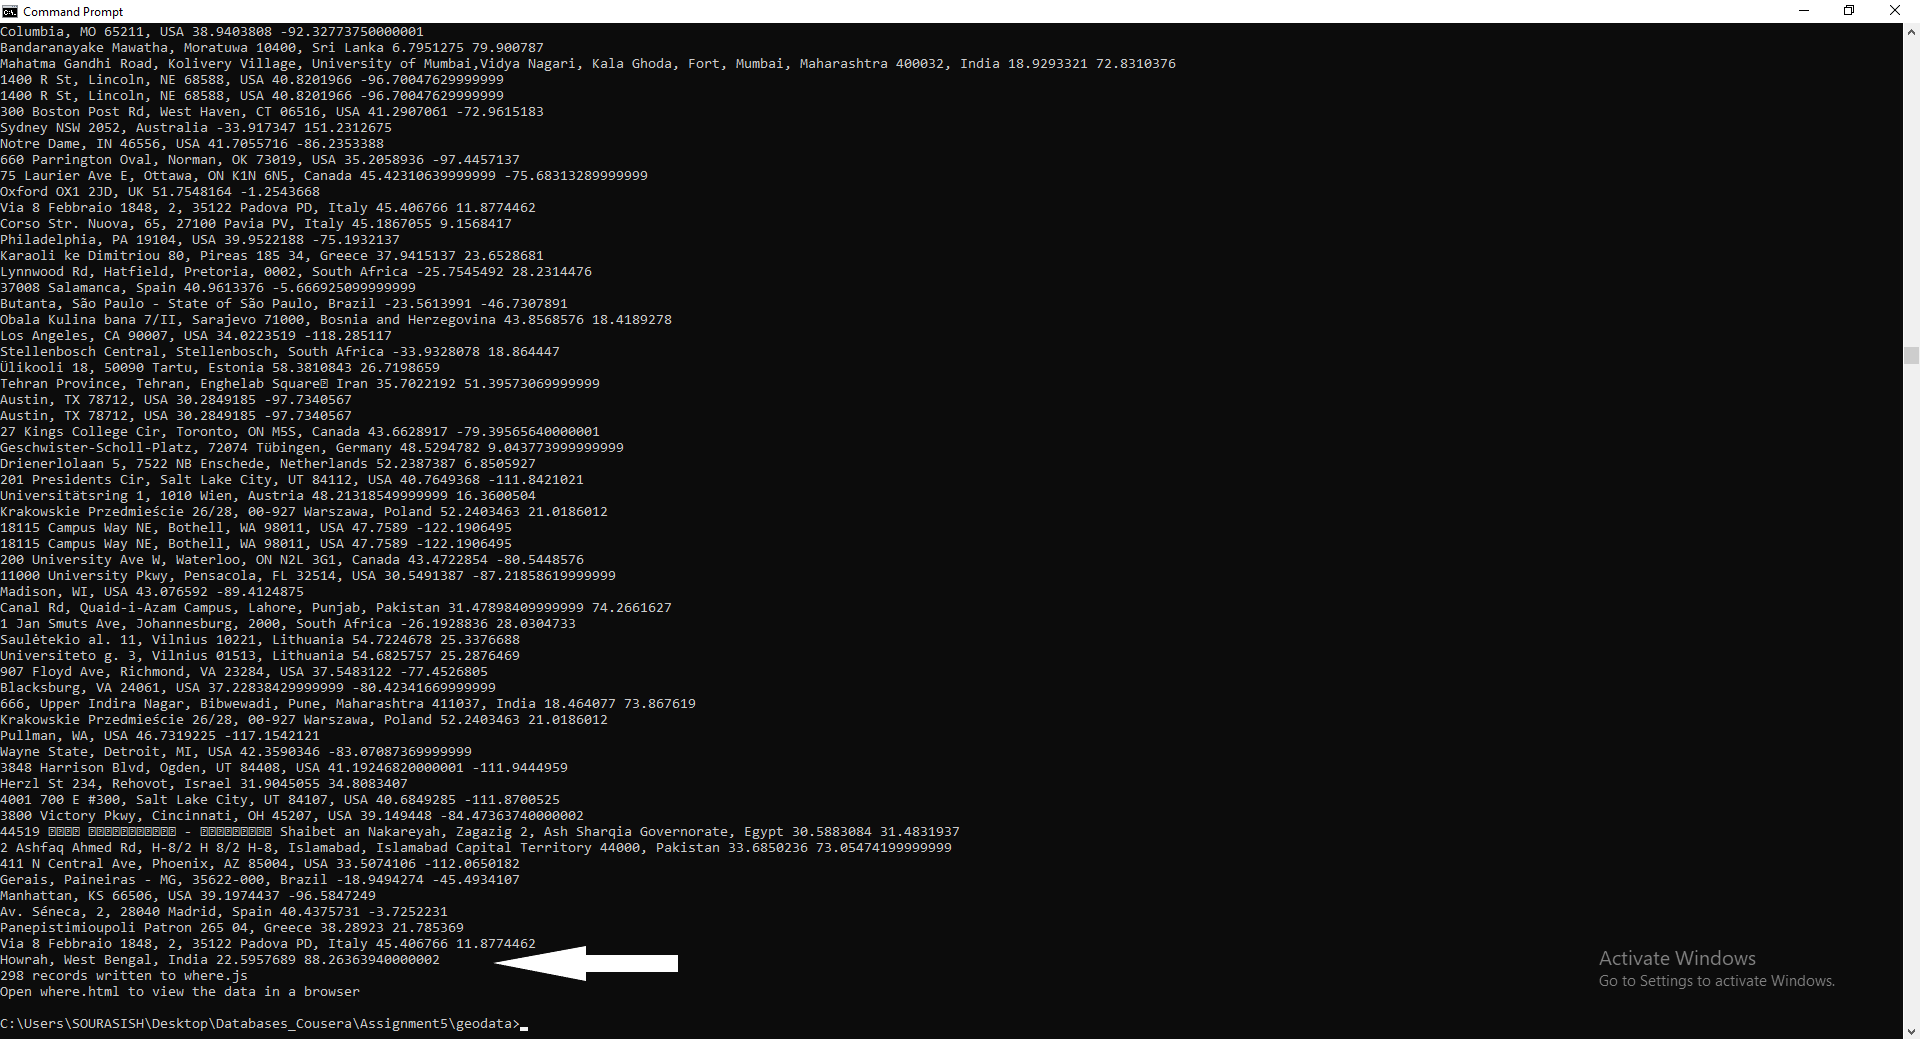 Command Prompt
Columbia, MO 65211, USA 38.9403808 -92.32773750000001
Bandaranayake Mawatha, Moratuwa 10400, Sri Lanka 6.7951275 79.900787
Mahatma Gandhi Road, Kolivery Village, University of Mumbai,Vidya Nagari, Kala Ghoda, Fort, Mumbai, Maharashtra 400032, India 18.9293321 72.8310376
1400 R St, Lincoln, NE 68588, USA 40.8201966 -96.70047629999999
1400 R St, Lincoln, NE 68588, USA 40.8201966 -96.70047629999999
300 Boston Post Rd, West Haven, CT 06516, USA 41.2907061 -72.9615183
Sydney NSW 2052, Australia -33.917347 151.2312675
Notre Dame, IN 46556, USA 41.7055716 -86.2353388
660 Parrington Oval, Norman, OK 73019, USA 35.2058936 -97.4457137
75 Laurier Ave E, Ottawa, ON K1N 6N5, Canada 45.42310639999999 -75.68313289999999
Oxford OX1 2JD, UK 51.7548164 -1.2543668
Via 8 Febbraio 1848, 2, 35122 Padova PD, Italy 45.406766 11.8774462
Corso Str. Nuova, 65, 27100 Pavia PV, Italy 45.1867055 9.1568417
Philadelphia, PA 19104, USA 39.9522188 -75.1932137
Karaoli ke Dimitriou 80, Pireas 185 34, Greece 37.9415137 23.6528681
Lynnwood Rd, Hatfield, Pretoria, 0002, South Africa -25.7545492 28.2314476
37008 Salamanca, Spain 40.9613376 -5.666925099999999
Butanta, São Paulo - State of São Paulo, Brazil -23.5613991 -46.7307891
Obala Kulina bana 7/II, Sarajevo 71000, Bosnia and Herzegovina 43.8568576 18.4189278
Los Angeles, CA 90007, USA 34.0223519 -118.285117
Stellenbosch Central, Stellenbosch, South Africa -33.9328078 18.864447
Ülikooli 18, 50090 Tartu, Estonia 58.3810843 26.7198659
Tehran Province, Tehran, Enghelab Square Iran 35.7022192 51.39573069999999
Austin, TX 78712, USA 30.2849185 -97.7340567
Austin, TX 78712, USA 30.2849185 -97.7340567
27 Kings College Cir, Toronto, ON M5S, Canada 43.6628917 -79.39565640000001
Geschwister-Scholl-Platz, 72074 Tübingen, Germany 48.5294782 9.043773999999999
Drienerlolaan 5, 7522 NB Enschede, Netherlands 52.2387387 6.8505927
201 Presidents Cir, Salt Lake City, UT 84112, USA 40.7649368 -111.8421021
Universitätsring 1, 1010 Wien, Austria 48.21318549999999 16.3600504
Krakowskie Przedmieście 26/28, 00-927 Warszawa, Poland 52.2403463 21.0186012
18115 Campus Way NE, Bothell, WA 98011, USA 47.7589 -122.1906495
18115 Campus Way NE, Bothell, WA 98011, USA 47.7589 -122.1906495
200 University Ave W, Waterloo, ON N2L 3G1, Canada 43.4722854 -80.5448576
11000 University Pkwy, Pensacola, FL 32514, USA 30.5491387 -87.21858619999999
Madison, WI, USA 43.076592 -89.4124875
Canal Rd, Quaid-i-Azam Campus, Lahore, Punjab, Pakistan 31.47898409999999 74.2661627
1 Jan Smuts Ave, Johannesburg, 2000, South Africa -26.1928836 28.0304733
Saulėtekio al. 11, Vilnius 10221, Lithuania 54.7224678 25.3376688
Universiteto g. 3, Vilnius 01513, Lithuania 54.6825757 25.2876469
907 Floyd Ave, Richmond, VA 23284, USA 37.5483122 -77.4526805
Blacksburg, VA 24061, USA 37.22838429999999 -80.42341669999999
666, Upper Indira Nagar, Bibwewadi, Pune, Maharashtra 411037, India 18.464077 73.867619
Krakowskie Przedmieście 26/28, 00-927 Warszawa, Poland 52.2403463 21.0186012
Pullman, WA, USA 46.7319225 -117.1542121
Wayne State, Detroit, MI, USA 42.3590346 -83.07087369999999
3848 Harrison Blvd, Ogden, UT 84408, USA 41.19246820000001 -111.9444959
Herzl St 234, Rehovot, Israel 31.9045055 34.8083407
4001 700 E #300, Salt Lake City, UT 84107, USA 40.6849285 -111.8700525
3800 Victory Pkwy, Cincinnati, OH 45207, USA 39.149448 -84.47363740000002
44519 - Shaibet an Nakareyah, Zagazig 2, Ash Sharqia Governorate, Egypt 30.5883084 31.4831937
2 Ashfaq Ahmed Rd, H-8/2 H 8/2 H-8, Islamabad, Islamabad Capital Territory 44000, Pakistan 33.6850236 73.05474199999999
411 N Central Ave, Phoenix, AZ 85004, USA 33.5074106 -112.0650182
Gerais, Paineiras - MG, 35622-000, Brazil -18.9494274 -45.4934107
Manhattan, KS 66506, USA 39.1974437 -96.5847249
Av. Séneca, 2, 28040 Madrid, Spain 40.4375731 -3.7252231
Panepistimioupoli Patron 265 04, Greece 38.28923 21.785369
Via 8 Febbraio 1848, 2, 35122 Padova PD, Italy 45.406766 11.8774462
Howrah, West Bengal, India 22.5957689 88.26363940000002
298 records written to where.js
Open where.html to view the data in a browser
C:\Users\SOURASISH\Desktop\Databases_Cousera\Assignment5\geodata>
Activate Windows
Go to Settings to activate Windows.